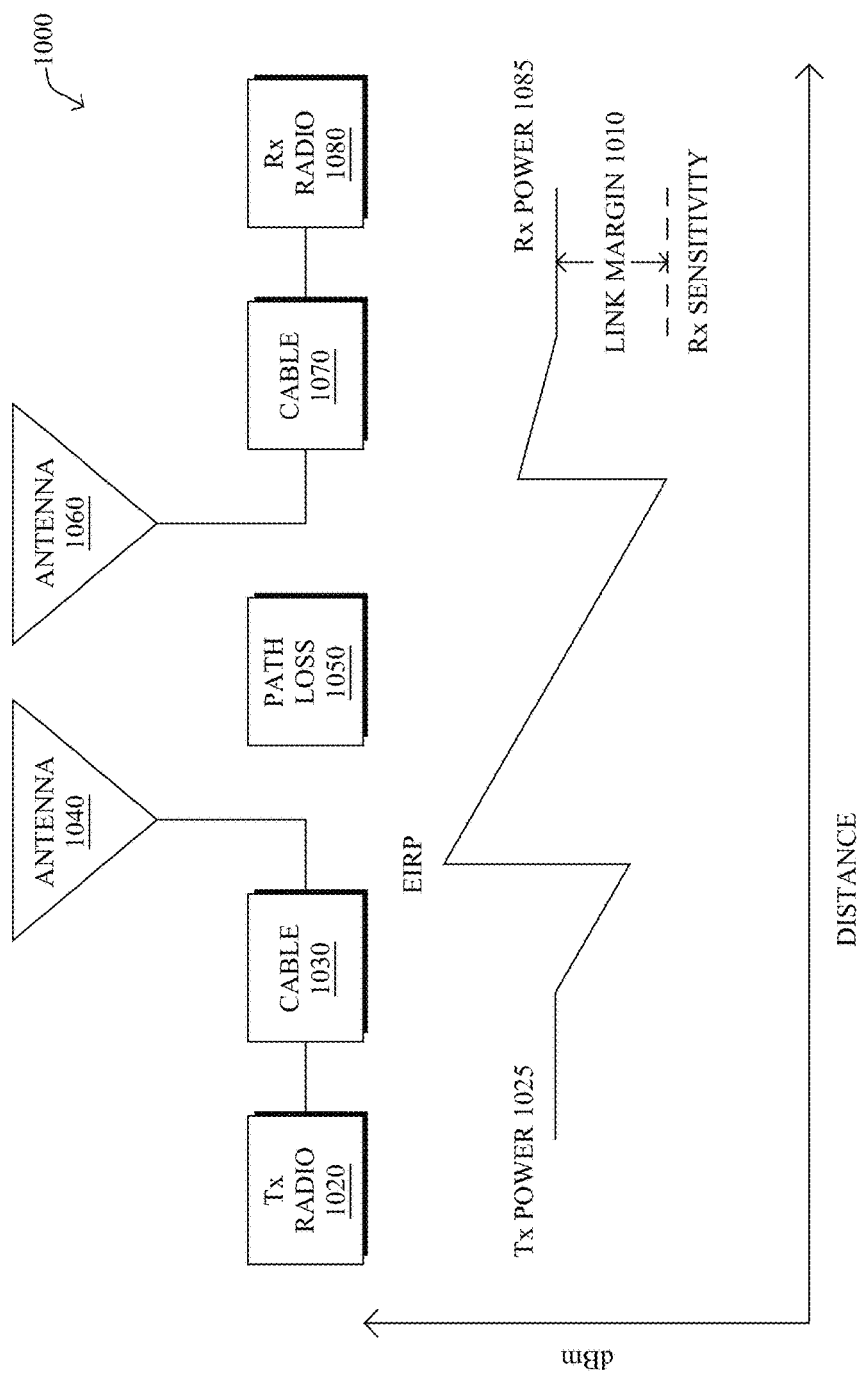 1000
ANTENNA
1040
ANTENNA
1060
Tx
RADIO
1020
CABLE
1030
PATH
LOSS
1050
CABLE
1070
Rx
RADIO
1080
EIRP
Tx POWER 1025
Rx POWER 1085
LINK MARGIN 1010
Rx SENSITIVITY
dBm
DISTANCE